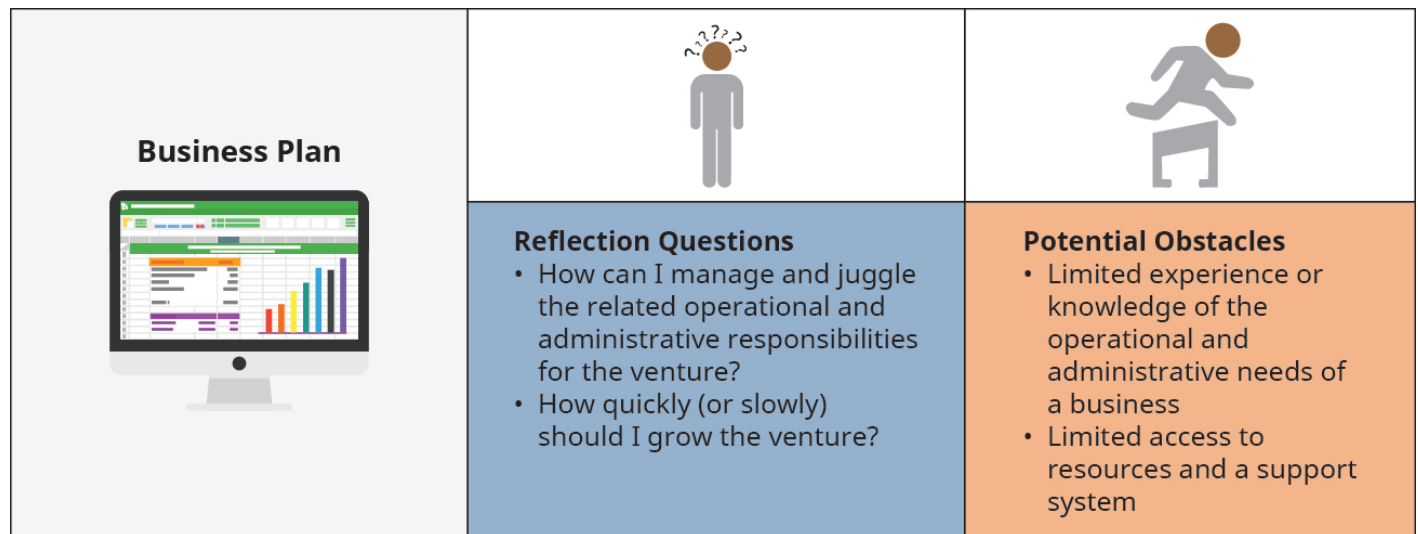 Business Plan
? ? ? ? ? ? ?
Reflection Questions
• How can I manage and juggle
the related operational and
administrative responsibilities
for the venture?
• How quickly (or slowly)
should I grow the venture?
Potential Obstacles
• Limited experience or
knowledge of the
operational and
administrative needs of
a business
• Limited access to
resources and a support
system